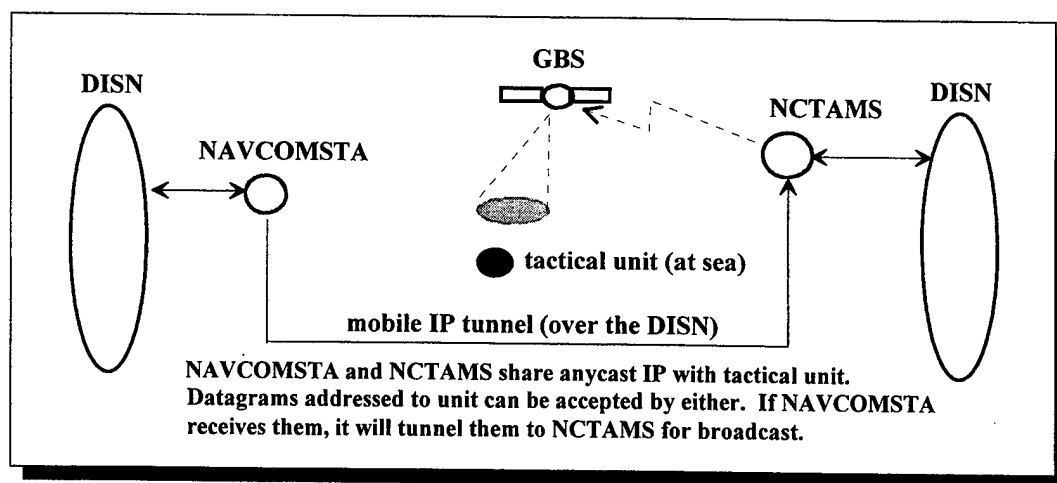 GBS
DISN
NCTAMS
DISN
NAVCOMSTA
tactical unit (at sea)
mobile IP tunnel (over the DISN)
NAVCOMSTA and NCTAMS share anycast IP with tactical unit.
Datagrams addressed to unit can be accepted by either. If NAVCOMSTA
receives them, it will tunnel them to NCTAMS for broadcast.